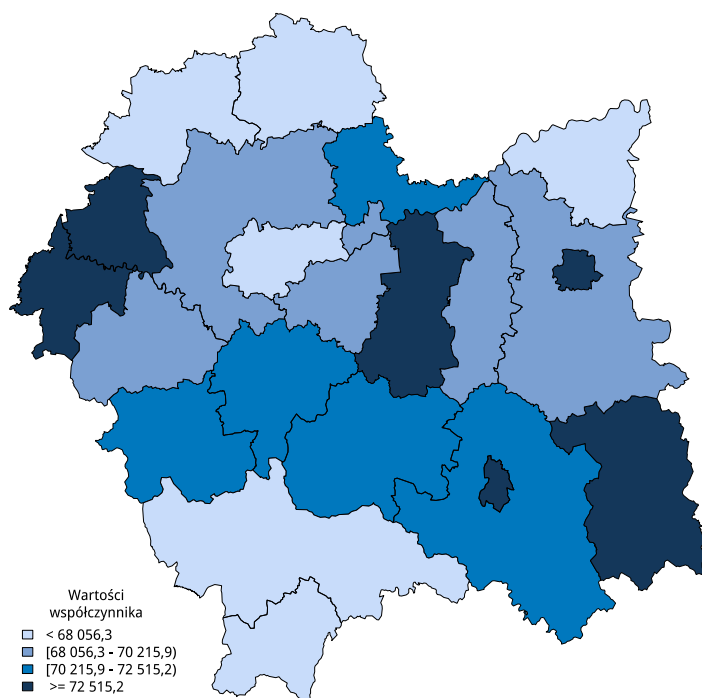 Wartości
współczynnika
< 68 056,3
[68 056,3 - 70 215,9)
[70 215,9 - 72 515,2)
>= 72 515,2